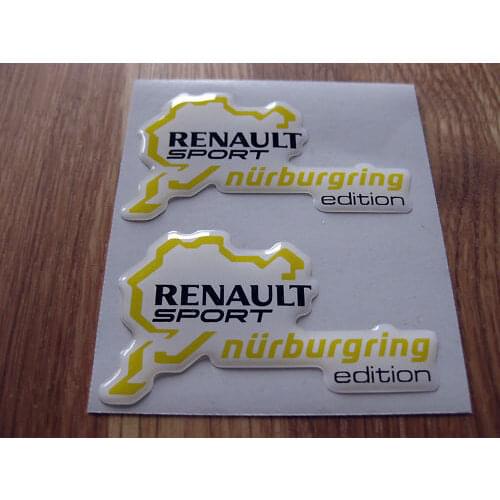 RENAULT
SPORT
nürburgring
edition
RENAULT
SPORT
nürburgring
edition